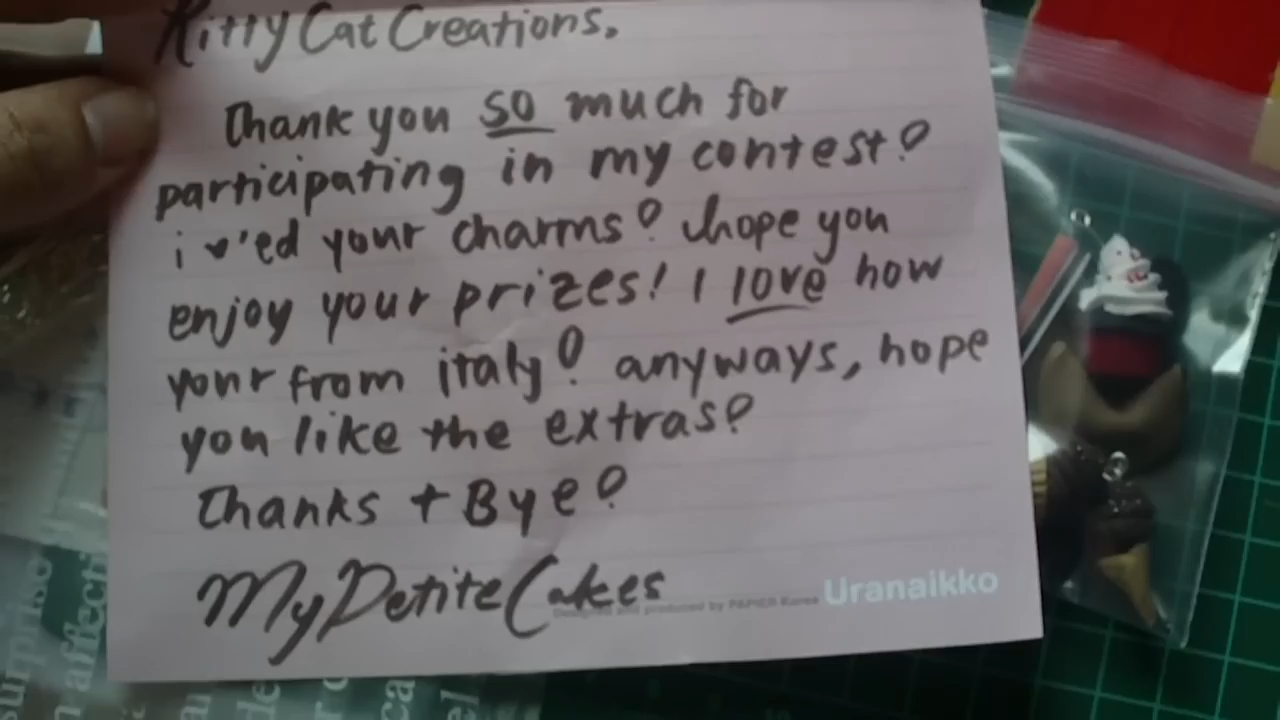 KittyCatCreations,
Thank you so much for
participating in my contest!
i ♥'ed your charms! I hope you
enjoy your prizes! I love how
your from italy! anyways, hope
you like the extras!
Thanks + Bye!
MyPetiteCakes
Designed and produced by PAPIER Korea
Uranaikko
surprise